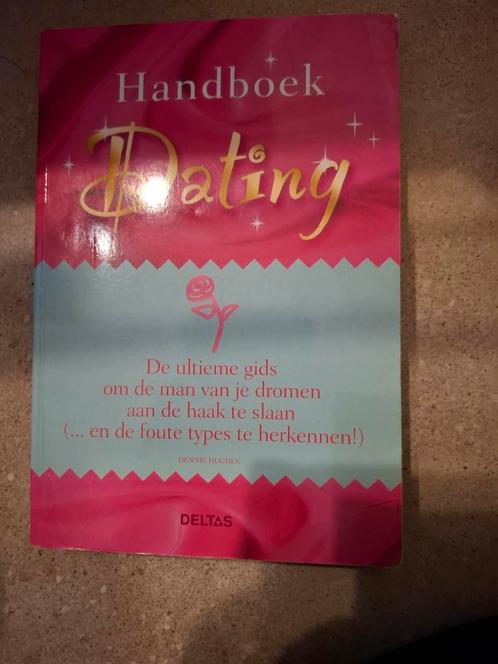 Handboek
Dating
De ultieme gids
om de man van je dromen
aan de haak te slaan
(... en de foute types te herkennen!)
DENNIE HUGHES
DELTAS